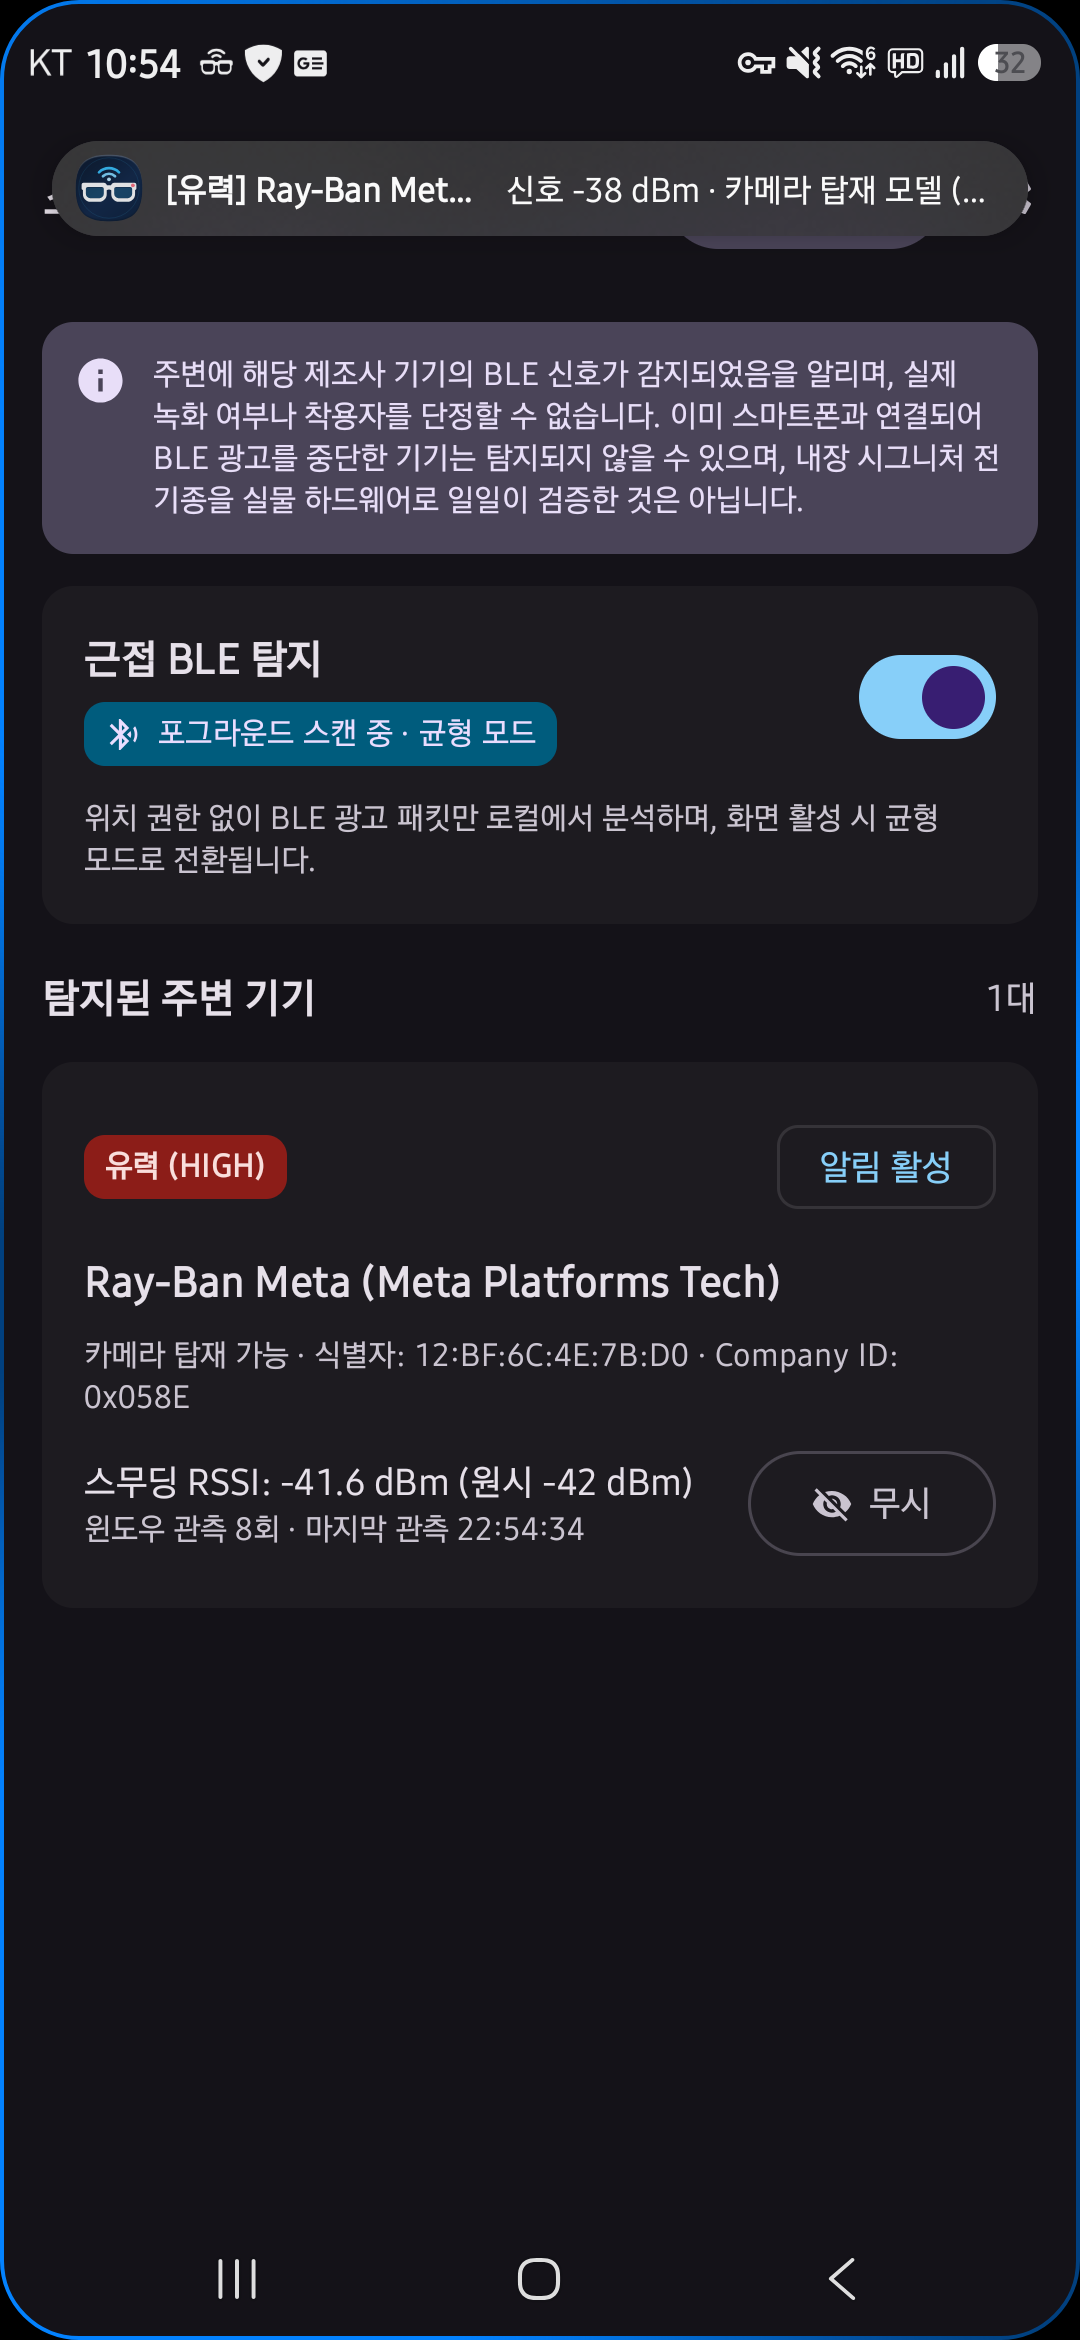 KT 10:54
6 HD 32
[유력] Ray-Ban Met... 신호 -38 dBm · 카메라 탑재 모델 (...
주변에 해당 제조사 기기의 BLE 신호가 감지되었음을 알리며, 실제
녹화 여부나 착용자를 단정할 수 없습니다. 이미 스마트폰과 연결되어
BLE 광고를 중단한 기기는 탐지되지 않을 수 있으며, 내장 시그니처 전
기종을 실물 하드웨어로 일일이 검증한 것은 아닙니다.
근접 BLE 탐지
포그라운드 스캔 중 · 균형 모드
위치 권한 없이 BLE 광고 패킷만 로컬에서 분석하며, 화면 활성 시 균형
모드로 전환됩니다.
탐지된 주변 기기
1대
유력 (HIGH)
알림 활성
Ray-Ban Meta (Meta Platforms Tech)
카메라 탑재 가능 · 식별자: 12:BF:6C:4E:7B:D0 · Company ID:
0x058E
스무딩 RSSI: -41.6 dBm (원시 -42 dBm)
윈도우 관측 8회 · 마지막 관측 22:54:34
무시